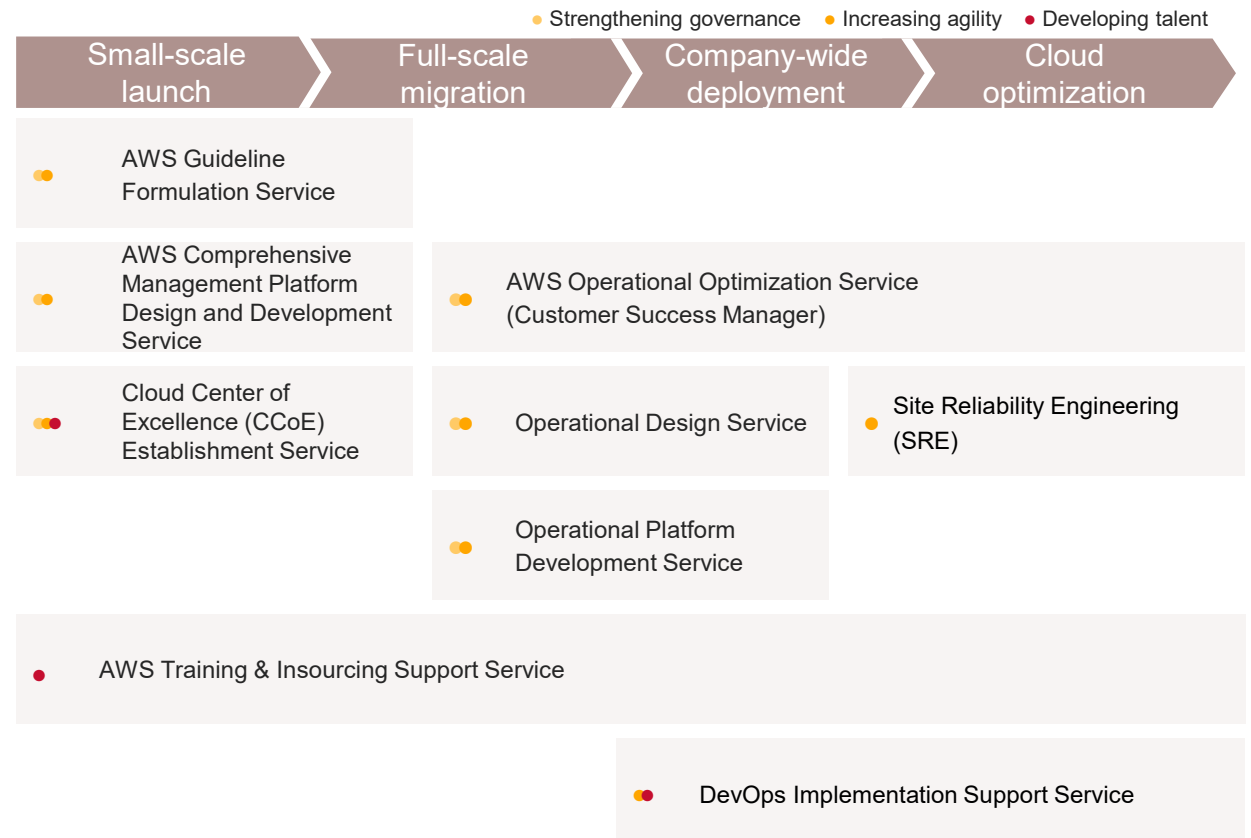 Strengthening governance
Increasing agility
Developing talent
Small-scale
launch
Full-scale
migration
Company-wide
deployment
Cloud
optimization
AWS Guideline
Formulation Service
AWS Comprehensive
Management Platform
Design and Development
Service
AWS Operational Optimization Service
(Customer Success Manager)
Cloud Center of
Excellence (CCoE)
Establishment Service
Operational Design Service
Site Reliability Engineering
(SRE)
Operational Platform
Development Service
AWS Training & Insourcing Support Service
DevOps Implementation Support Service